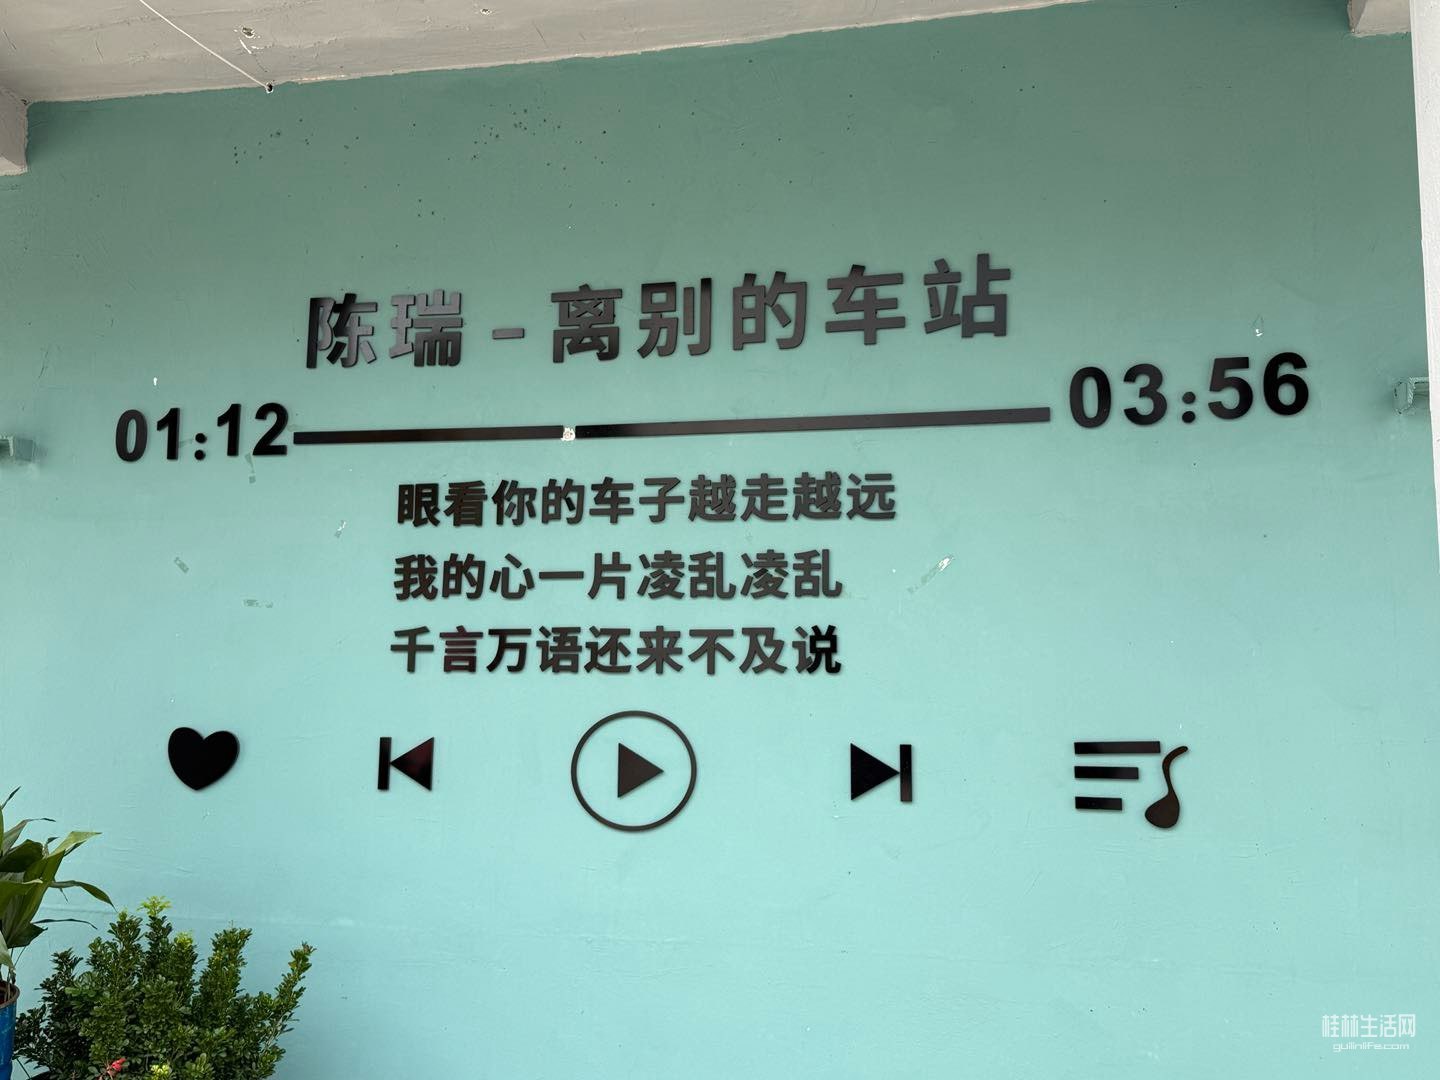 陈瑞-离别的车站
01:12 03:56
眼看你的车子越走越远
我的心一片凌乱凌乱
千言万语还来不及说
桂林生活网
guilinlife.com